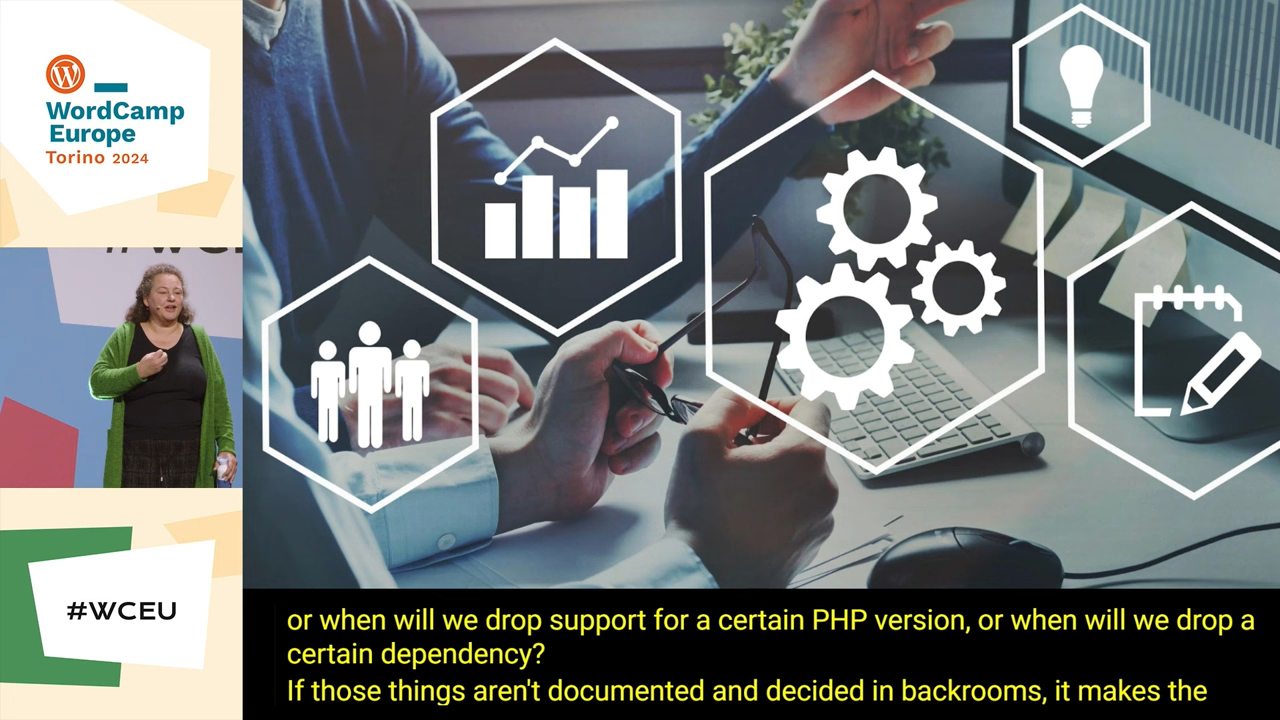 WordCamp
Europe
Torino 2024
#WCEU
or when will we drop support for a certain PHP version, or when will we drop a
certain dependency?
If those things aren't documented and decided in backrooms, it makes the